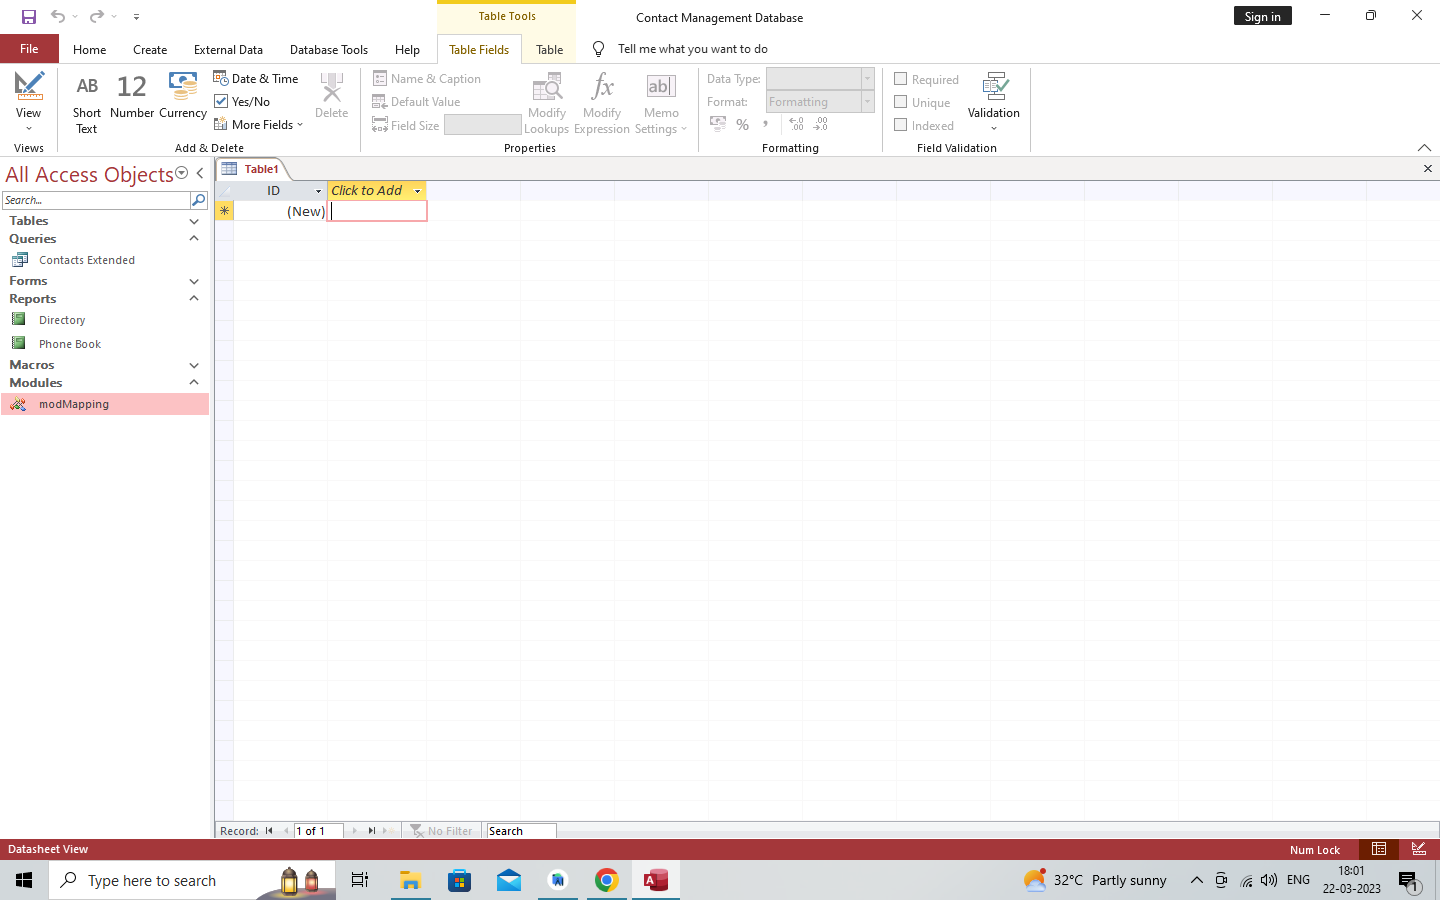 Table Tools
Contact Management Database
Sign in
File
Home
Create
External Data
Database Tools
Help
Table Fields
Table
Tell me what you want to do
View
Views
AB
Short
Text
12
Number
Currency
Date & Time
Yes/No
More Fields
Delete
Add & Delete
Name & Caption
Default Value
Field Size
Modify
Lookups
fx
Modify
Expression
ab|
Memo
Settings
Properties
Data Type:
Format:
Formatting
%
Formatting
Required
Unique
Indexed
Validation
Field Validation
All Access Objects
Search...
Tables
Queries
Contacts Extended
Forms
Reports
Directory
Phone Book
Macros
Modules
modMapping
Table1
ID
Click to Add
(New)
Record:
1 of 1
No Filter
Search
Datasheet View
Num Lock
Type here to search
32°C Partly sunny
ENG
18:01
22-03-2023
1